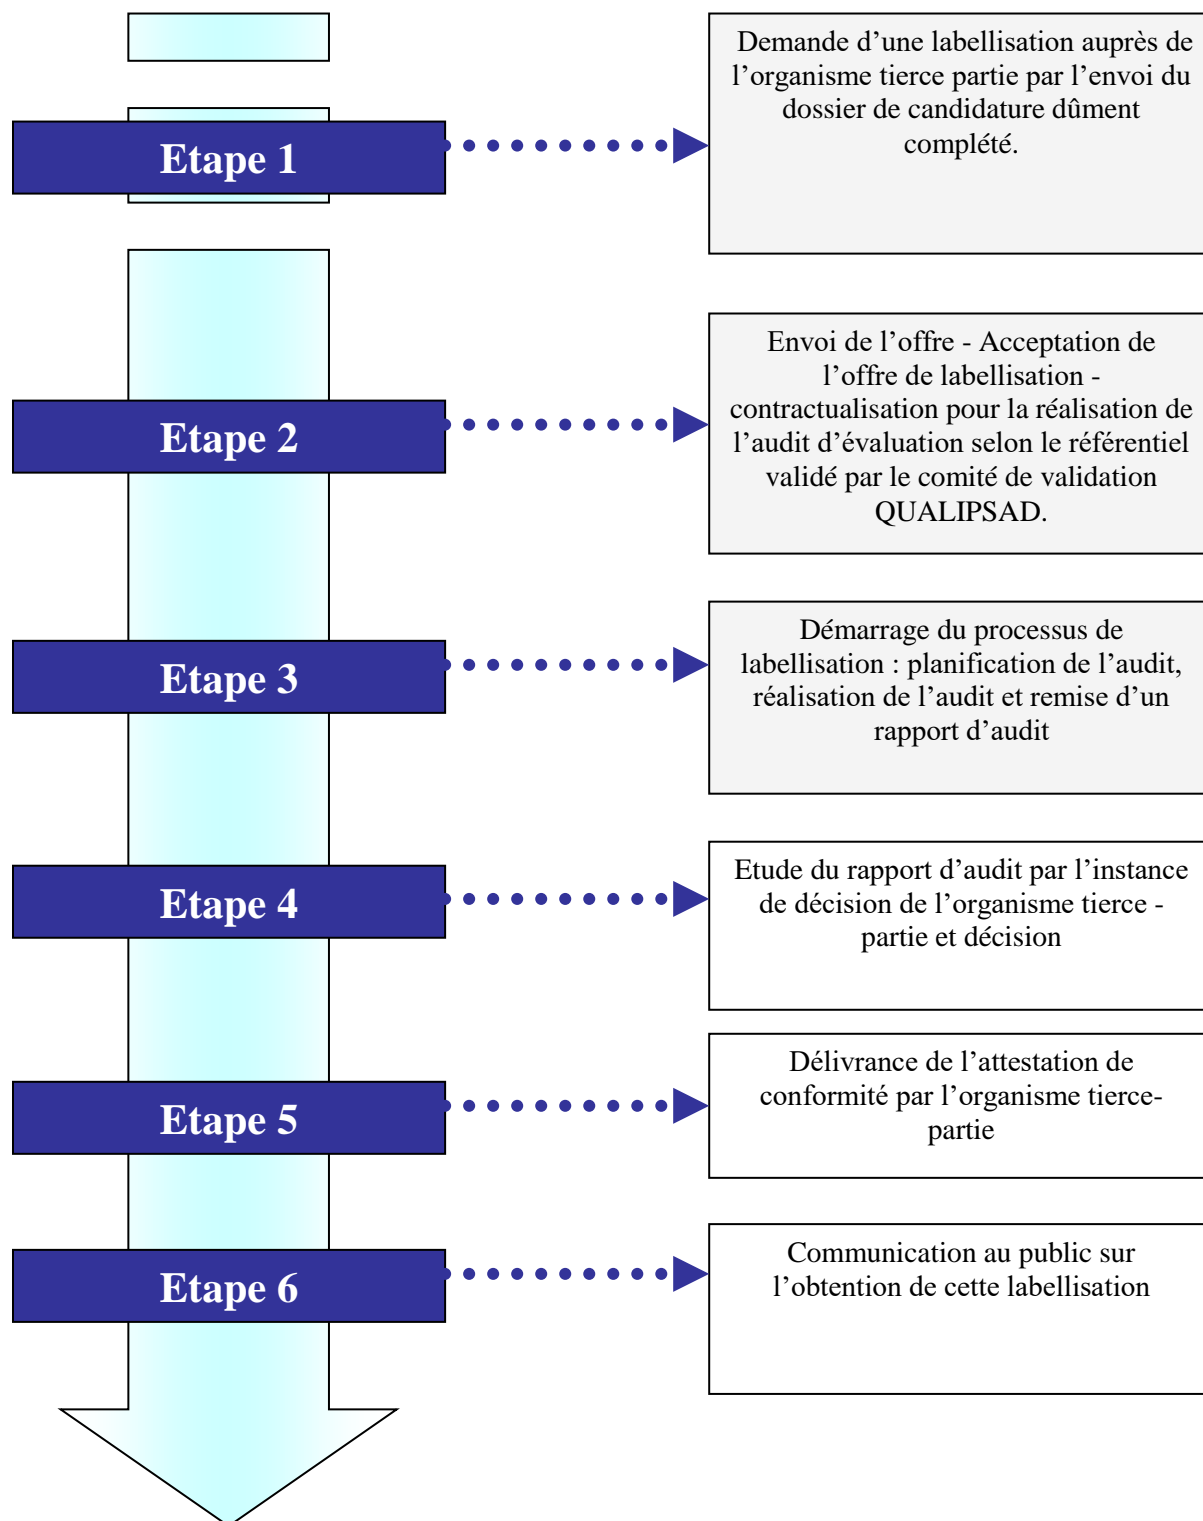 Etape 1
Demande d’une labellisation auprès de
l’organisme tierce partie par l’envoi du
dossier de candidature dûment
complété.
Etape 2
Envoi de l’offre - Acceptation de
l’offre de labellisation -
contractualisation pour la réalisation de
l’audit d’évaluation selon le référentiel
validé par le comité de validation
QUALIPSAD.
Etape 3
Démarrage du processus de
labellisation : planification de l’audit,
réalisation de l’audit et remise d’un
rapport d’audit
Etape 4
Etude du rapport d’audit par l’instance
de décision de l’organisme tierce -
partie et décision
Etape 5
Délivrance de l’attestation de
conformité par l’organisme tierce-
partie
Etape 6
Communication au public sur
l’obtention de cette labellisation